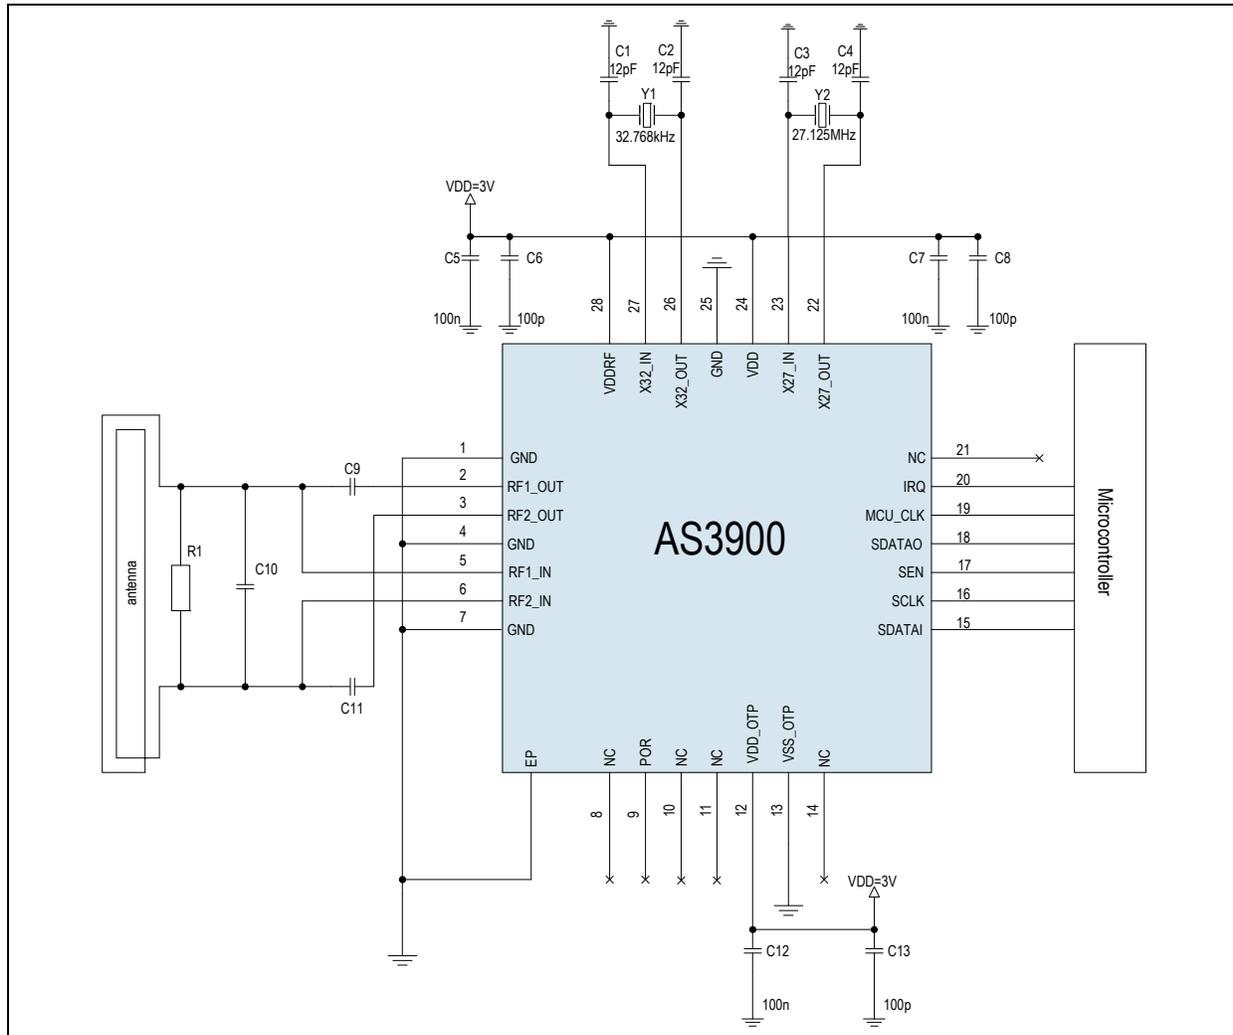 C1
12pF
C2
12pF
C3
12pF
C4
12pF
Y1
32.768kHz
Y2
27.125MHz
VDD=3V
C5
100n
C6
100p
C7
100n
C8
100p
28
27
26
25
24
23
22
VDDRF
X32_IN
X32_OUT
GND
VDD
X27_IN
X27_OUT
antenna
R1
C10
C9
C11
1
2
3
4
5
6
7
GND
RF1_OUT
RF2_OUT
GND
RF1_IN
RF2_IN
GND
AS3900
NC
IRQ
MCU_CLK
SDATAO
SEN
SCLK
SDATAI
21
20
19
18
17
16
15
Microcontroller
EP
NC
POR
NC
NC
VDD_OTP
VSS_OTP
NC
8
9
10
11
12
13
14
VDD=3V
C12
100n
C13
100p